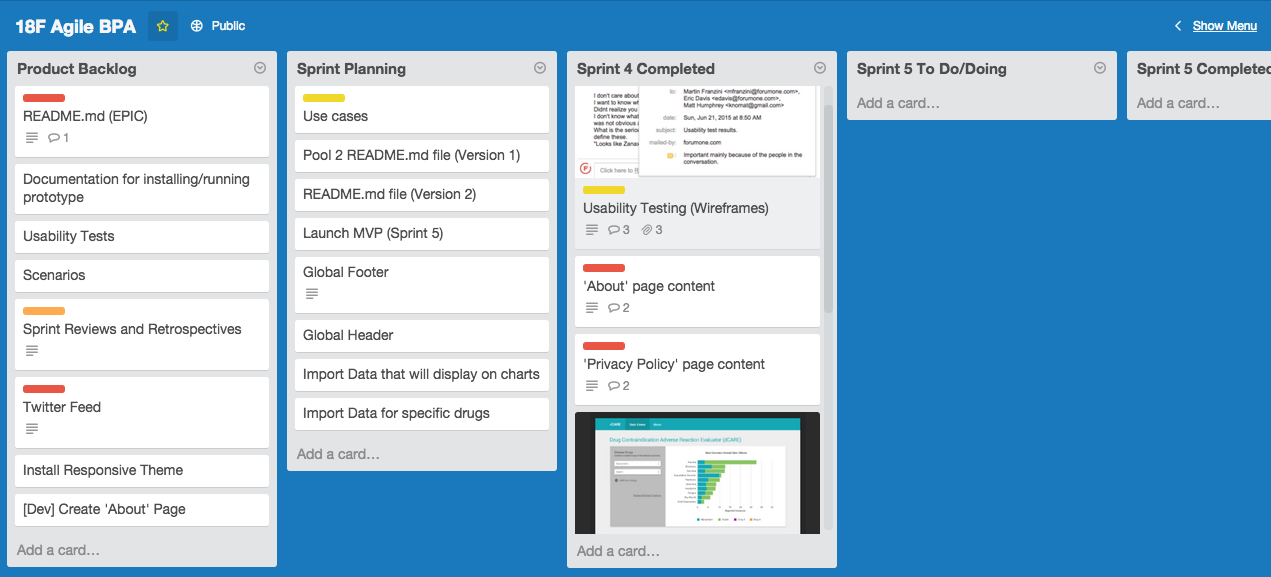 18F Agile BPA
Public
Show Menu
Product Backlog
README.md (EPIC)
1
Documentation for installing/running
prototype
Usability Tests
Scenarios
Sprint Reviews and Retrospectives
Twitter Feed
Install Responsive Theme
[Dev] Create 'About' Page
Add a card...
Sprint Planning
Use cases
Pool 2 README.md file (Version 1)
README.md file (Version 2)
Launch MVP (Sprint 5)
Global Footer
Global Header
Import Data that will display on charts
Import Data for specific drugs
Add a card...
Sprint 4 Completed
I don't care about
I want to know wh
Didnt realize you
I don't know what
was not obvious a
What is the seriou
define these.
"Looks like Zanax
Click here to R
to: Martin Franzini <mfranzini@forumone.com>,
Eric Davis <edavis@forumone.com>,
Matt Humphrey <knomat@gmail.com>
date: Sun, Jun 21, 2015 at 8:50 AM
subject: Usability test results.
mailed-by: forumone.com
Important mainly because of the people in the
conversation.
Usability Testing (Wireframes)
3 3
'About' page content
2
'Privacy Policy' page content
2
dCARE
About
Drug Contraindication Adverse Reaction Evaluator (dCARE)
Add a card...
Sprint 5 To Do/Doing
Add a card...
Sprint 5 Completed
Add a card...